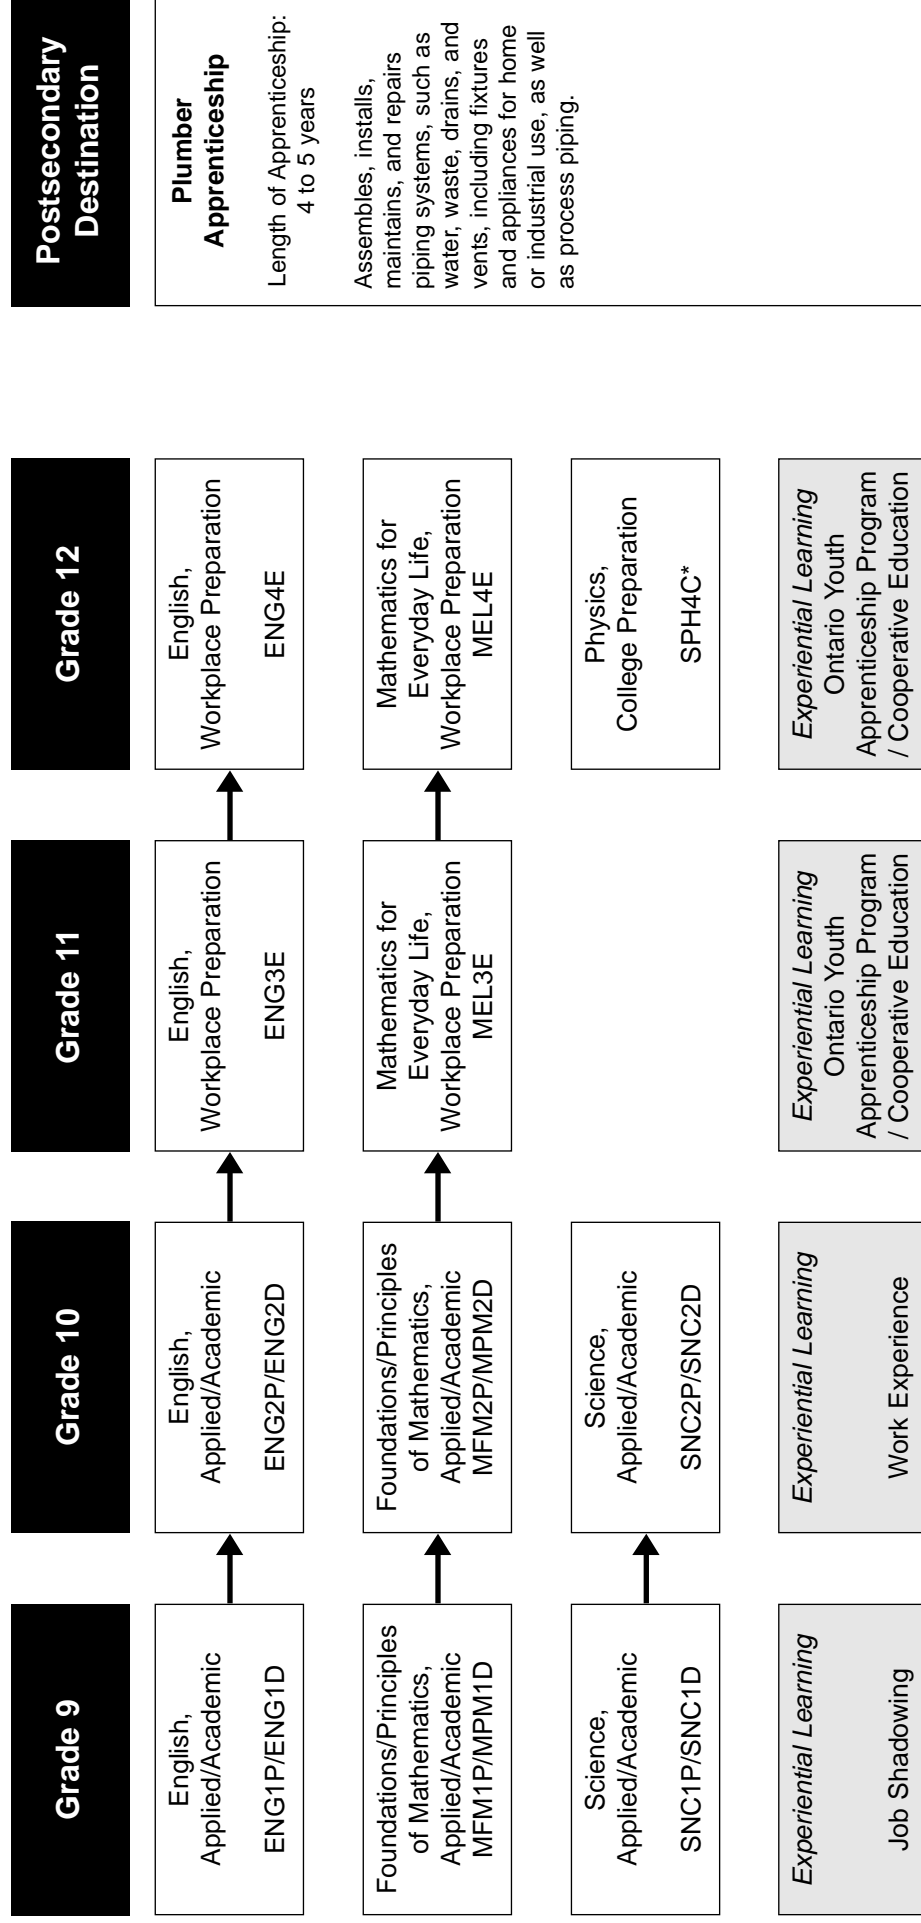 Grade 9
Grade 10
Grade 11
Grade 12
Postsecondary
Destination
English,
Applied/Academic
ENG1P/ENG1D
English,
Applied/Academic
ENG2P/ENG2D
English,
Workplace Preparation
ENG3E
English,
Workplace Preparation
ENG4E
Plumber
Apprenticeship
Length of Apprenticeship:
4 to 5 years
Assembles, installs,
maintains, and repairs
piping systems, such as
water, waste, drains, and
vents, including fixtures
and appliances for home
or industrial use, as well
as process piping.
Foundations/Principles
of Mathematics,
Applied/Academic
MFM1P/MPM1D
Foundations/Principles
of Mathematics,
Applied/Academic
MFM2P/MPM2D
Mathematics for
Everyday Life,
Workplace Preparation
MEL3E
Mathematics for
Everyday Life,
Workplace Preparation
MEL4E
Science,
Applied/Academic
SNC1P/SNC1D
Science,
Applied/Academic
SNC2P/SNC2D
Physics,
College Preparation
SPH4C*
Experiential Learning
Job Shadowing
Experiential Learning
Work Experience
Experiential Learning
Ontario Youth
Apprenticeship Program
/ Cooperative Education
Experiential Learning
Ontario Youth
Apprenticeship Program
/ Cooperative Education